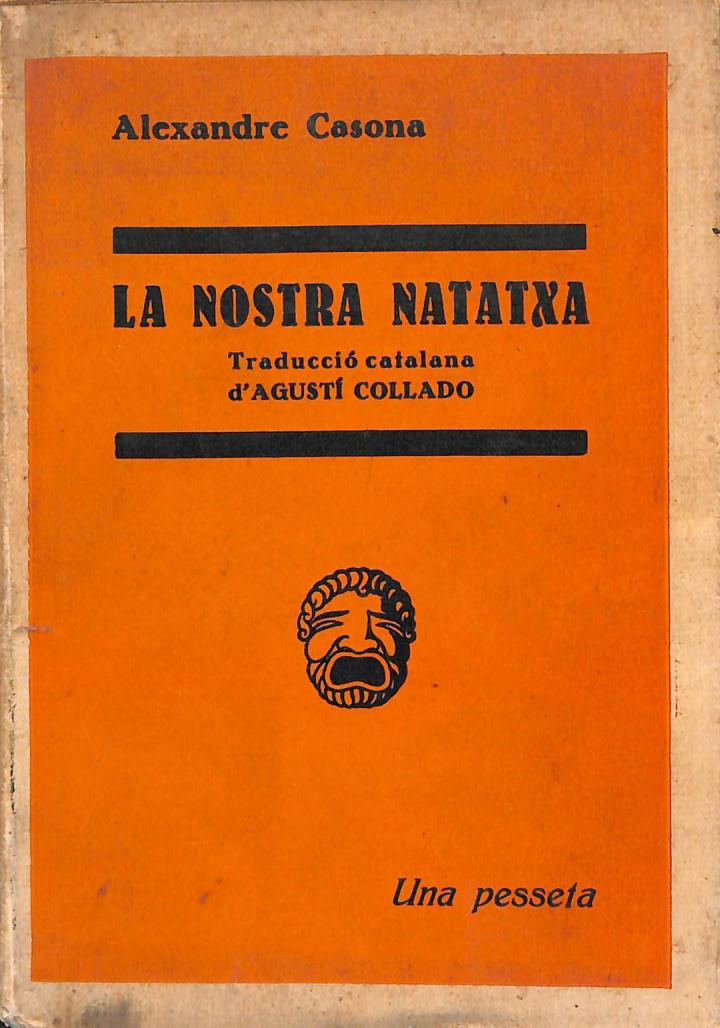 Alexandre Casona
LA NOSTRA NATATXA
Traducció catalana
d'AGUSTÍ COLLADO
Una pesseta